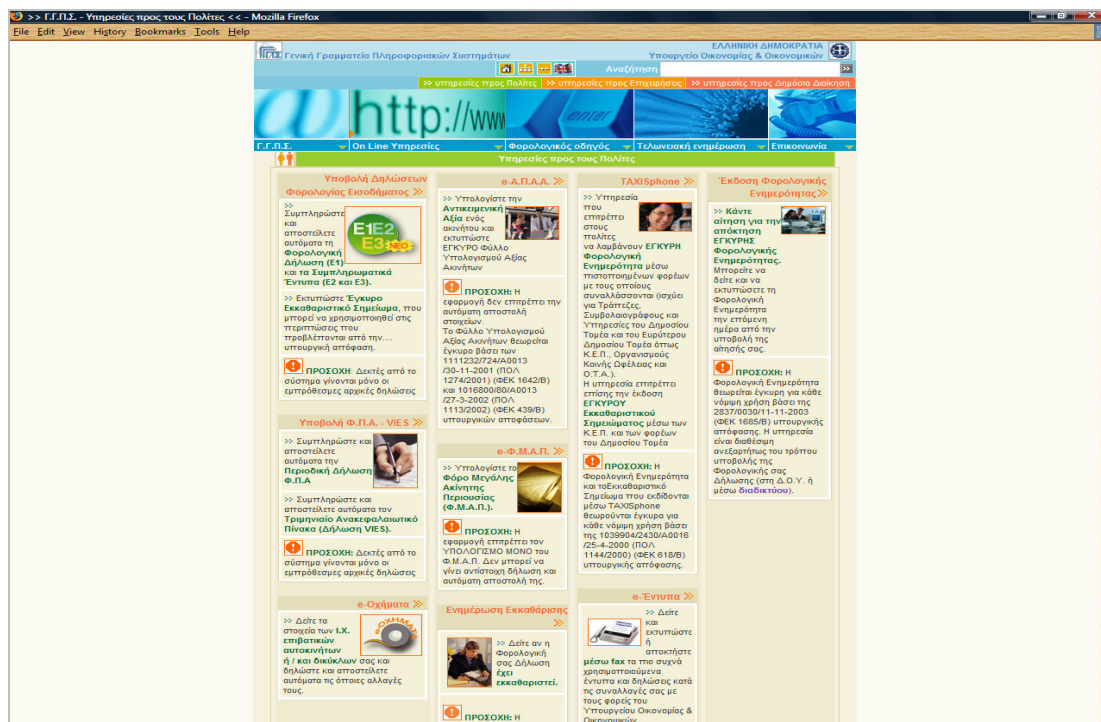 >> Γ.Γ.Π.Σ. - Υπηρεσίες προς τους Πολίτες << - Mozilla Firefox
File Edit View History Bookmarks Tools Help
ΓΓΠΣ Γενική Γραμματεία Πληροφοριακών Συστημάτων
ΕΛΛΗΝΙΚΗ ΔΗΜΟΚΡΑΤΙΑ
Υπουργείο Οικονομίας & Οικονομικών
Αναζήτηση
>> υπηρεσίες προς Πολίτες >> υπηρεσίες προς Επιχειρήσεις >> υπηρεσίες προς Δημόσια Διοίκηση
@ http://www enter
Γ.Γ.Π.Σ. On Line Υπηρεσίες Φορολογικός οδηγός Τελωνειακή ενημέρωση Επικοινωνία
Υπηρεσίες προς τους Πολίτες
Υποβολή Δηλώσεων
Φορολογίας Εισοδήματος >>
>>
Συμπληρώστε
και
αποστείλετε
αυτόματα τη
Φορολογική
Δήλωση (Ε1)
και τα Συμπληρωματικά
Έντυπα (Ε2 και Ε3).
E1E2
E3 ΝΕΟ
>> Εκτυπώστε Έγκυρο
Εκκαθαριστικό Σημείωμα, που
μπορεί να χρησιμοποιηθεί στις
περιπτώσεις που
προβλέπονται από την....
υπουργική απόφαση.
ΠΡΟΣΟΧΗ: Δεκτές από το
σύστημα γίνονται μόνο οι
εμπρόθεσμες αρχικές δηλώσεις
Υποβολή Φ.Π.Α. - VIES >>
>> Συμπληρώστε και
αποστείλετε
αυτόματα την
Περιοδική Δήλωση
Φ.Π.Α
>> Συμπληρώστε και
αποστείλετε αυτόματα τον
Τριμηνιαίο Ανακεφαλαιωτικό
Πίνακα (Δήλωση VIES).
ΠΡΟΣΟΧΗ: Δεκτές από το
σύστημα γίνονται μόνο οι
εμπρόθεσμες αρχικές δηλώσεις
e-Οχήματα >>
>> Δείτε τα
στοιχεία των Ι.Χ.
επιβατικών
αυτοκινήτων
ή / και δικύκλων σας και
δηλώστε και αποστείλετε
αυτόματα τις όποιες αλλαγές
τους.
e-ΟΧΗΜΑΤΑ
e-Α.Π.Α.Α. >>
>> Υπολογίστε την
Αντικειμενική
Αξία ενός
ακινήτου και
εκτυπώστε
ΕΓΚΥΡΟ Φύλλο
Υπολογισμού Αξίας
Ακινήτων
ΠΡΟΣΟΧΗ: Η
εφαρμογή δεν επιτρέπει την
αυτόματη αποστολή
στοιχείων.
Το Φύλλο Υπολογισμού
Αξίας Ακινήτων θεωρείται
έγκυρο βάσει των
1111232/724/Α0013
/30-11-2001 (ΠΟΛ
1274/2001) (ΦΕΚ 1642/Β)
και 1016800/80/Α0013
/27-3-2002 (ΠΟΛ
1113/2002) (ΦΕΚ 439/Β)
υπουργικών αποφάσεων.
e-Φ.Μ.Α.Π. >>
>> Υπολογίστε το
Φόρο Μεγάλης
Ακίνητης
Περιουσίας
(Φ.Μ.Α.Π.).
ΠΡΟΣΟΧΗ: Η
εφαρμογή επιτρέπει τον
ΥΠΟΛΟΓΙΣΜΟ ΜΟΝΟ του
Φ.Μ.Α.Π. Δεν μπορεί να
γίνει αντίστοιχη δήλωση και
αυτόματη αποστολή της.
Ενημέρωση Εκκαθάρισης
>>
>> Δείτε αν η
Φορολογική
σας Δήλωση
έχει
εκκαθαριστεί.
ΠΡΟΣΟΧΗ: Η
TAXISphone >>
>> Υπηρεσία
που
επιτρέπει
στους
πολίτες
να λαμβάνουν ΕΓΚΥΡΗ
Φορολογική
Ενημερότητα μέσω
πιστοποιημένων φορέων
με τους οποίους
συναλλάσσονται (ισχύει
για Τράπεζες,
Συμβολαιογράφους και
Υπηρεσίες του Δημοσίου
Τομέα και του Ευρύτερου
Δημοσίου Τομέα όπως
Κ.Ε.Π., Οργανισμούς
Κοινής Ωφέλειας και
Ο.Τ.Α.).
Η υπηρεσία επιτρέπει
επίσης την έκδοση
ΕΓΚΥΡΟΥ
Εκκαθαριστικού
Σημειώματος μέσω των
Κ.Ε.Π. και των φορέων
του Δημοσίου Τομέα
ΠΡΟΣΟΧΗ: Η
Φορολογική Ενημερότητα
και τοΕκκαθαριστικό
Σημείωμα που εκδίδονται
μέσω TAXISphone
θεωρούνται έγκυρα για
κάθε νόμιμη χρήση βάσει
της 1039904/2430/Α0016
/25-4-2000 (ΠΟΛ
1144/2000) (ΦΕΚ 618/Β)
υπουργικής απόφασης.
e-Έντυπα >>
>> Δείτε
και
εκτυπώστε
ή
αποκτήστε
μέσω fax τα πιο συχνά
χρησιμοποιούμενα
έντυπα και δηλώσεις κατά
τις συναλλαγές σας με
τους φορείς του
Υπουργείου Οικονομίας &
Οικονομικών
Έκδοση Φορολογικής
Ενημερότητας >>
>> Κάντε
αίτηση για την
απόκτηση
ΕΓΚΥΡΗΣ
Φορολογικής
Ενημερότητας.
Μπορείτε να
δείτε και να
εκτυπώσετε τη
Φορολογική
Ενημερότητα
την επόμενη
ημέρα από την
υποβολή της
αίτησής σας.
ΠΡΟΣΟΧΗ: Η
Φορολογική Ενημερότητα
θεωρείται έγκυρη για κάθε
νόμιμη χρήση βάσει της
2837/0030/11-11-2003
(ΦΕΚ 1685/Β) υπουργικής
απόφασης. Η υπηρεσία
είναι διαθέσιμη
ανεξαρτήτως του τρόπου
υποβολής της
Φορολογικής σας
Δήλωσης (στη Δ.Ο.Υ. ή
μέσω διαδικτύου).